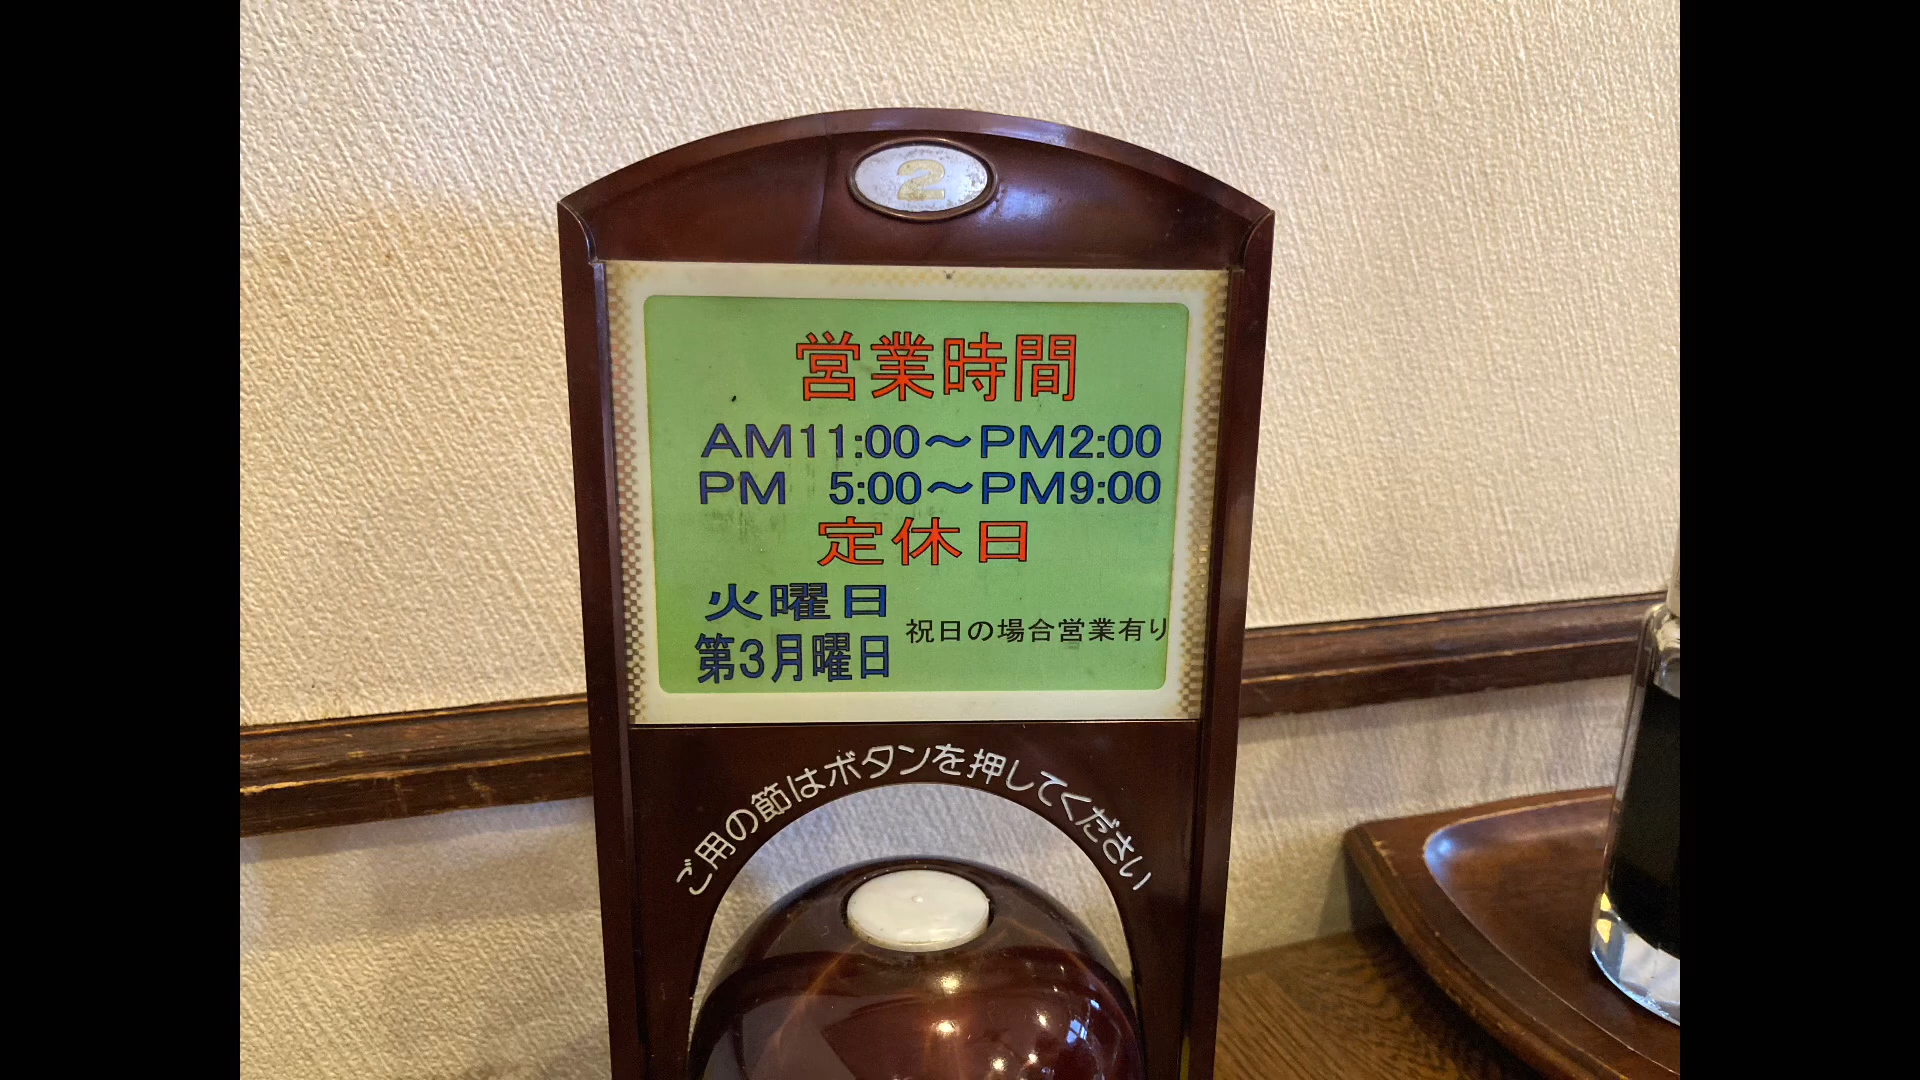 2
営業時間
AM11:00～PM2:00
PM 5:00～PM9:00
定休日
火曜日
第3月曜日
祝日の場合営業有り
ご用の節はボタンを押してください